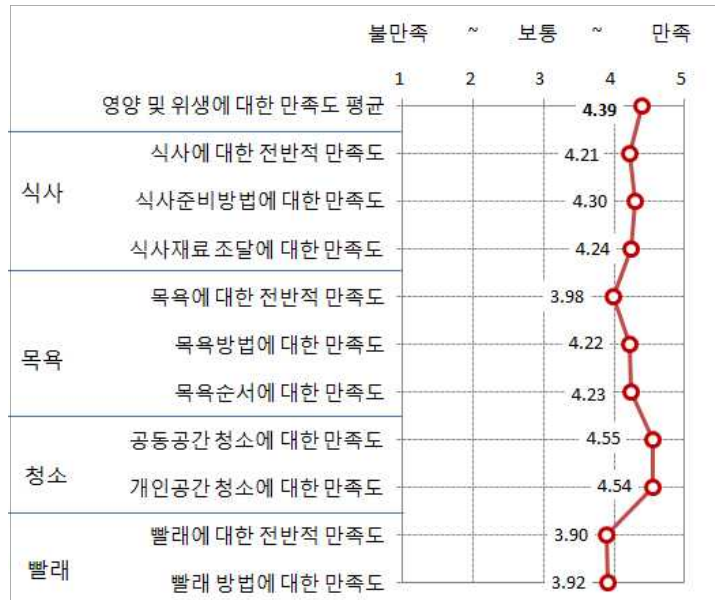 불만족 ~ 보통 ~ 만족
1 2 3 4 5
영양 및 위생에 대한 만족도 평균 4.39
식사
식사에 대한 전반적 만족도 4.21
식사준비방법에 대한 만족도 4.30
식사재료 조달에 대한 만족도 4.24
목욕
목욕에 대한 전반적 만족도 3.98
목욕방법에 대한 만족도 4.22
목욕순서에 대한 만족도 4.23
청소
공동공간 청소에 대한 만족도 4.55
개인공간 청소에 대한 만족도 4.54
빨래
빨래에 대한 전반적 만족도 3.90
빨래 방법에 대한 만족도 3.92